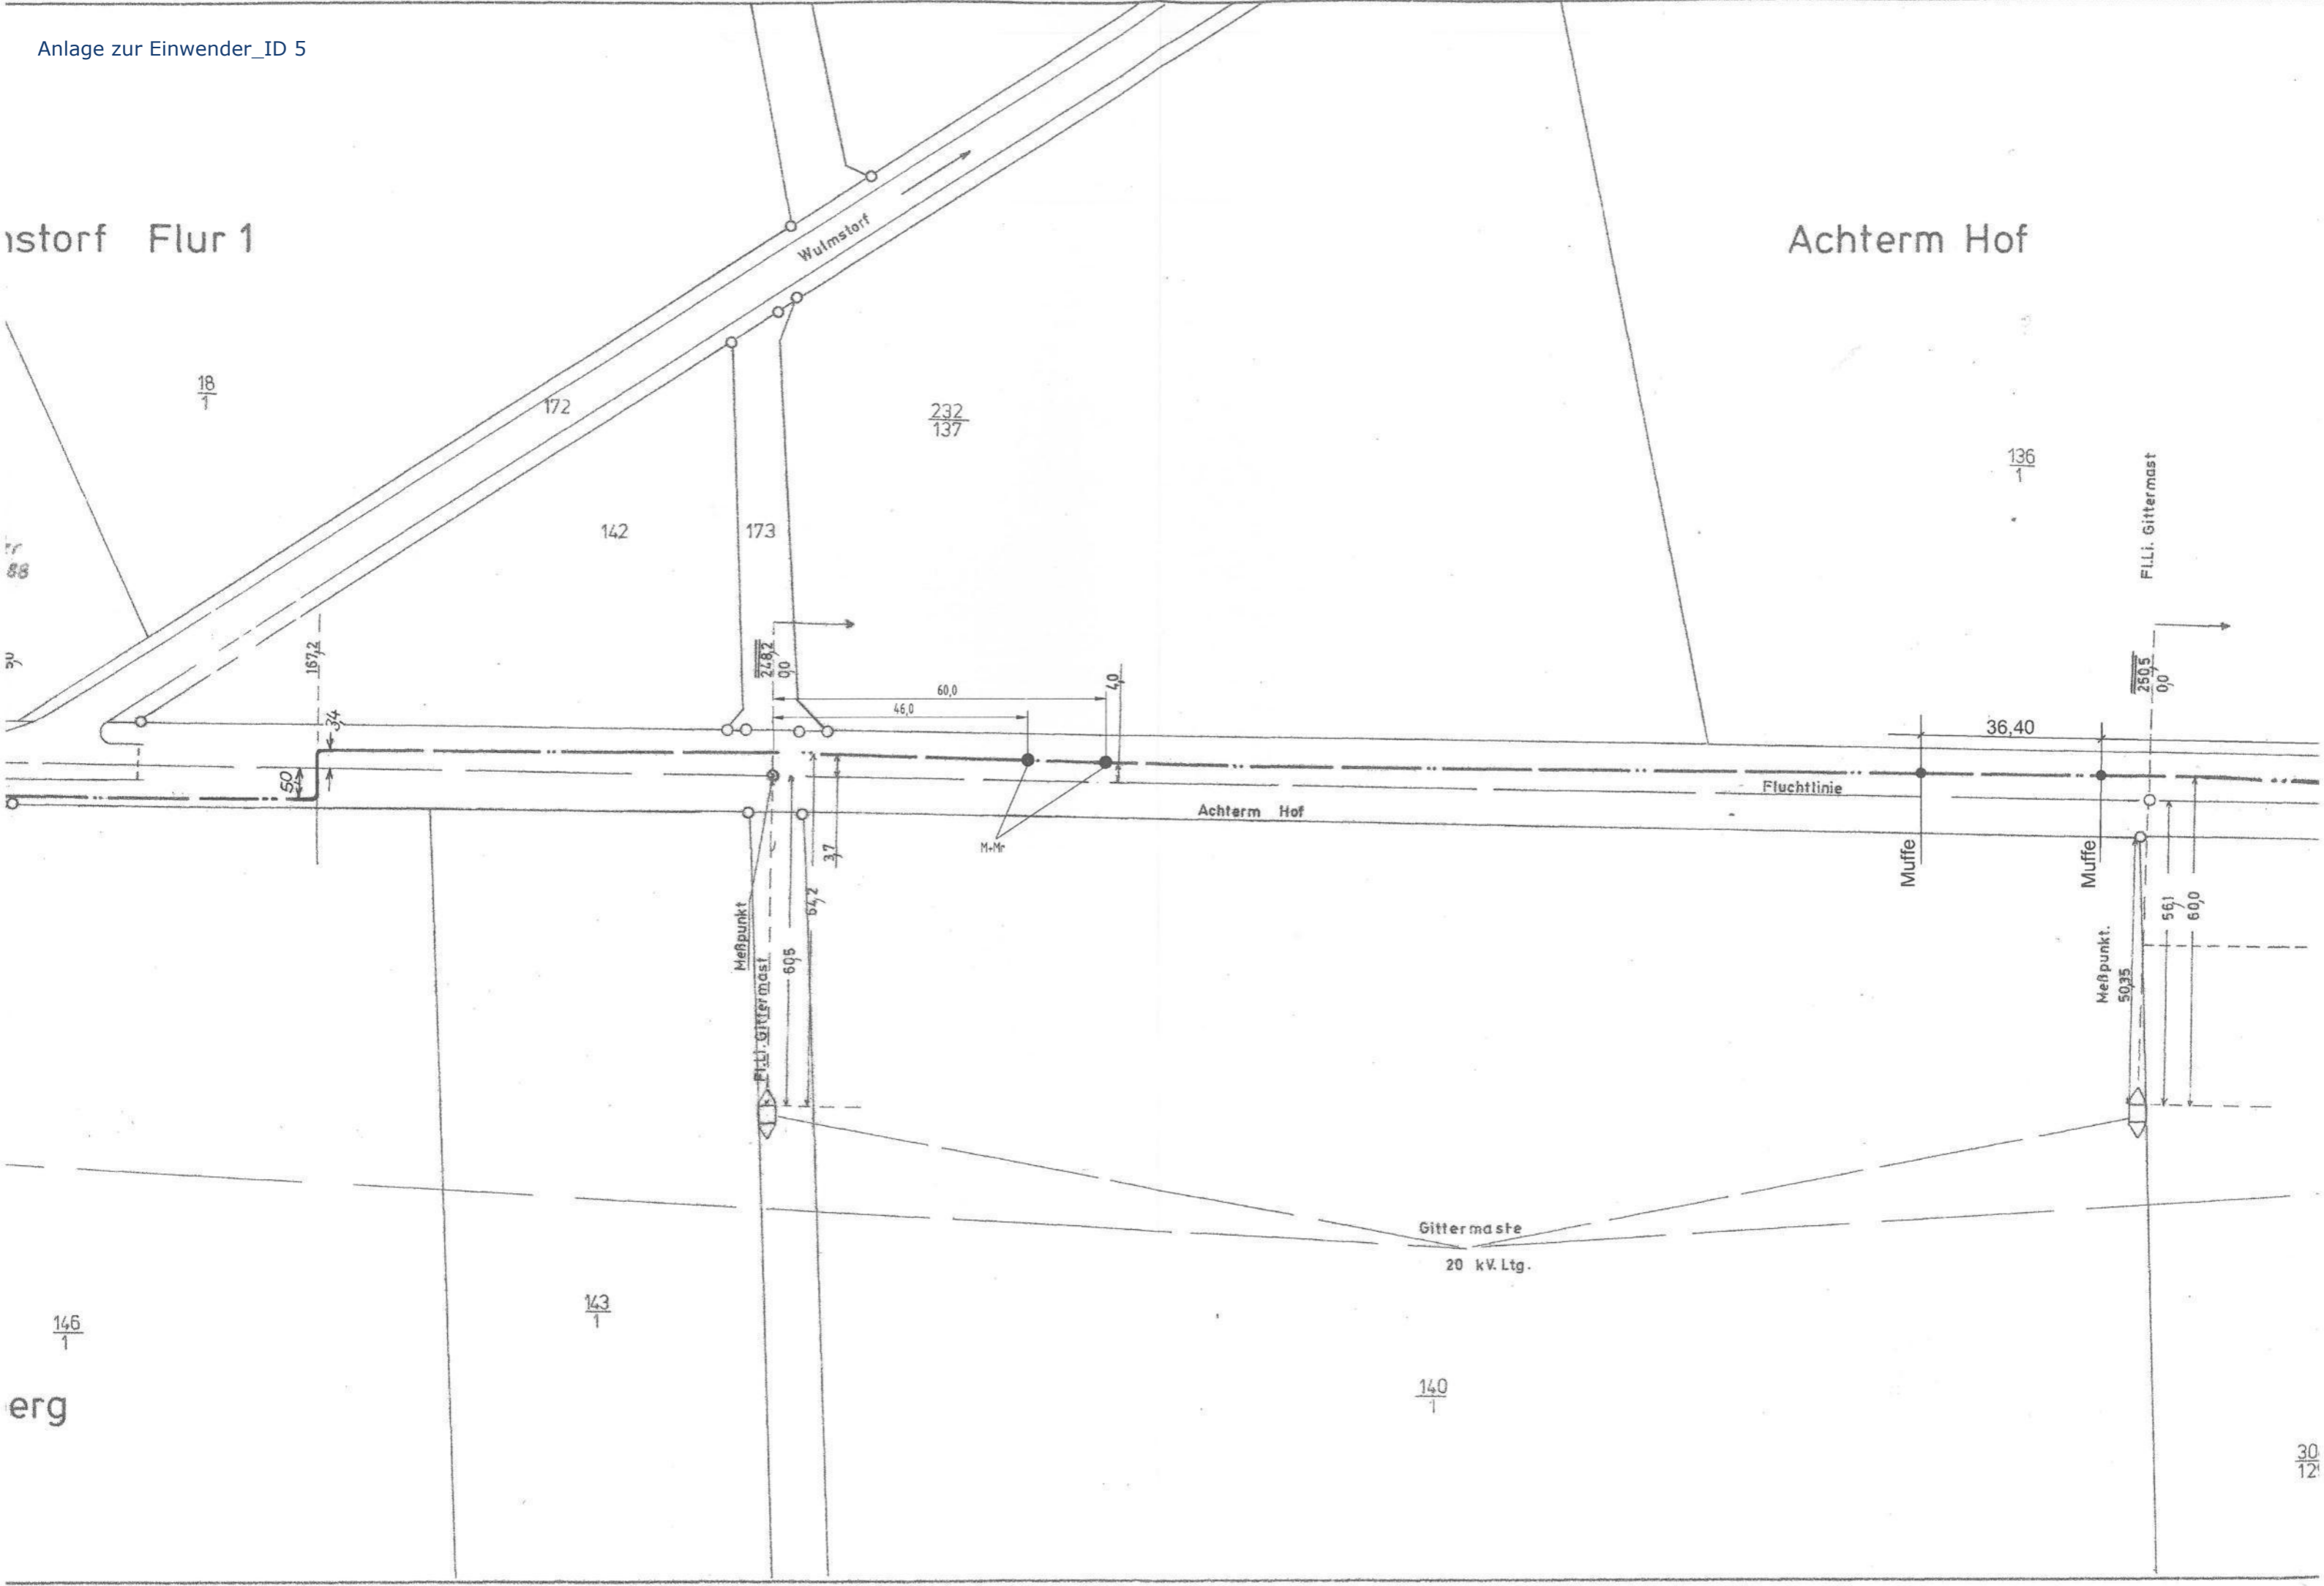 Anlage zur Einwender_ID 5
Flur 1
Achterm Hof
Wulmstorf
18
1
172
232
137
136
1
Fl.Li. Gittermast
142
173
88
167,2
248,2
0,0
250,5
0,0
60,0
4,0
46,0
3,4
36,40
50
Fluchtlinie
Achterm Hof
M+Mr
3,7
Muffe
Muffe
64,2
Meßpunkt
60,5
Fl.Li. Gittermast
56,1
60,0
Meßpunkt.
50,35
Gittermaste
20 kV. Ltg.
143
1
146
1
140
1
erg
30